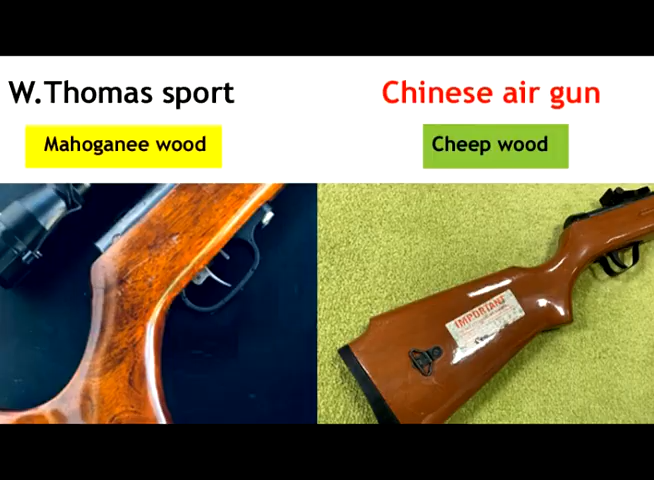 W.Thomas sport
Chinese air gun
Mahoganee wood
Cheep wood
IMPORTANT